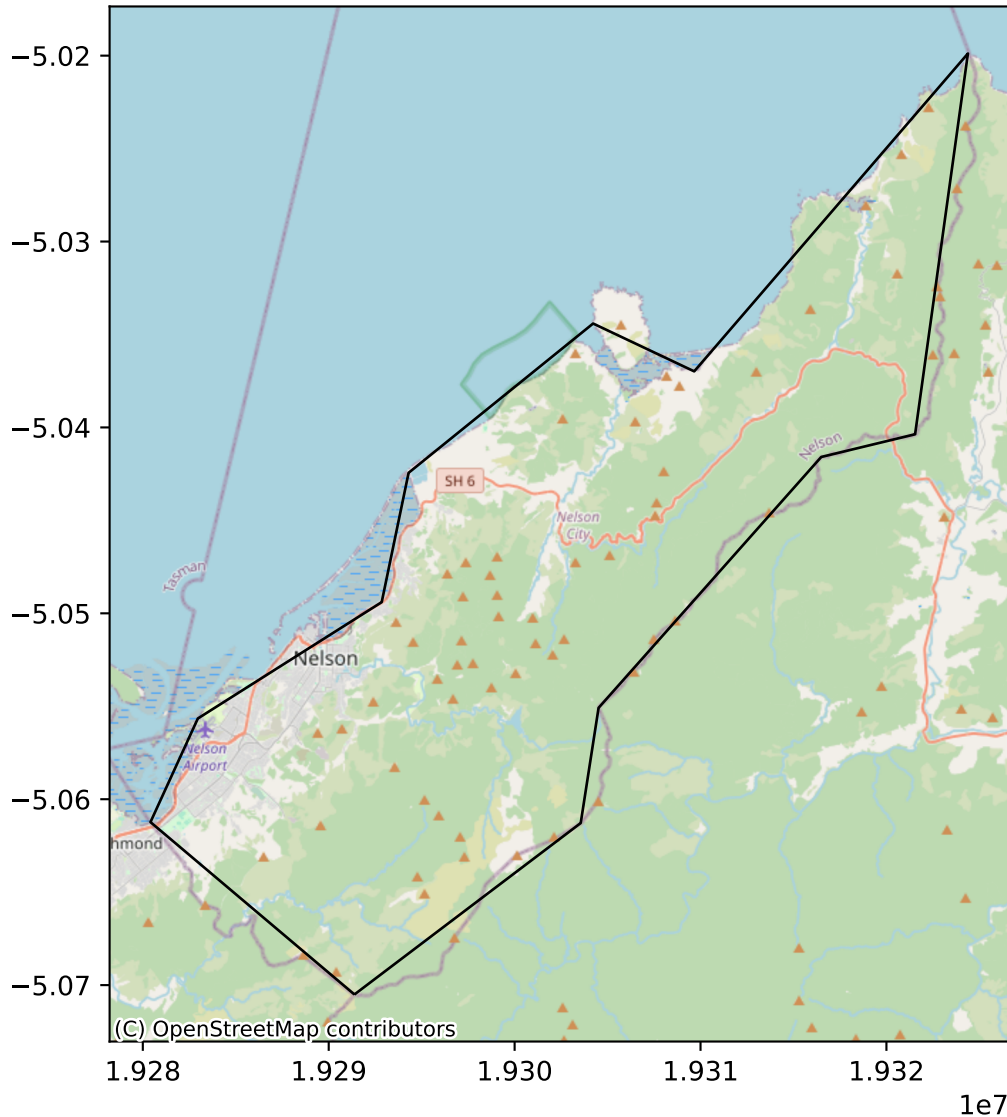 −5.02
−5.03
−5.04
−5.05
−5.06
−5.07
SH 6
Nelson
Nelson
City
Tasman
Nelson
Nelson
Airport
hmond
(C) OpenStreetMap contributors
1.928 1.929 1.930 1.931 1.932
1e7